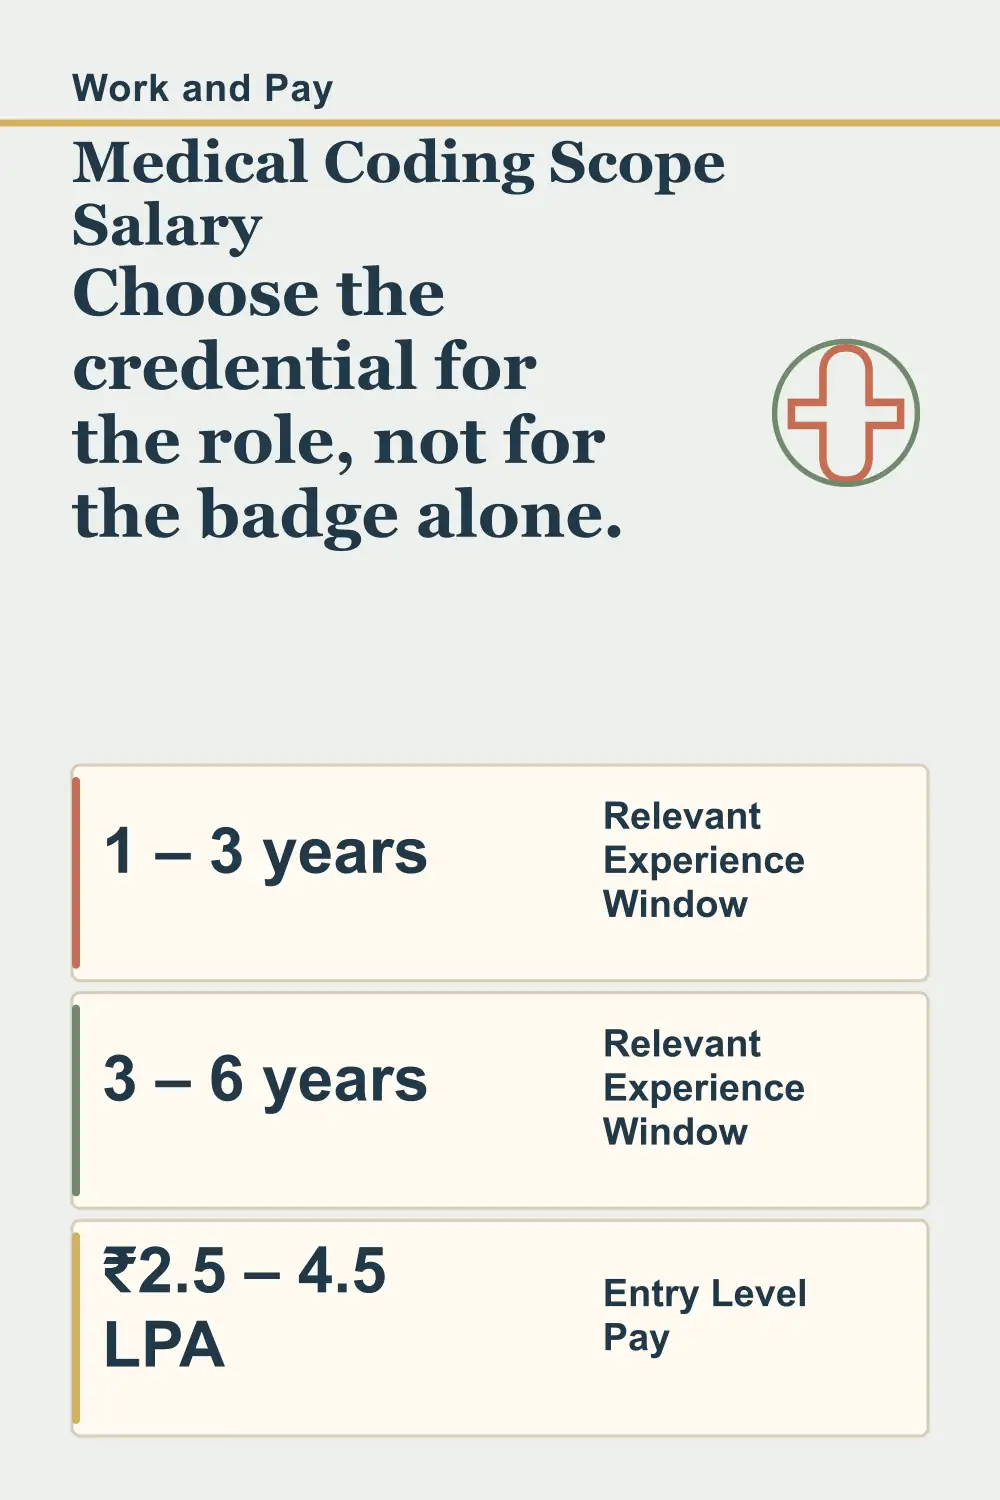 Work and Pay
Medical Coding Scope
Salary
Choose the
credential for
the role, not for
the badge alone.
1 – 3 years
Relevant
Experience
Window
3 – 6 years
Relevant
Experience
Window
₹2.5 – 4.5
LPA
Entry Level
Pay